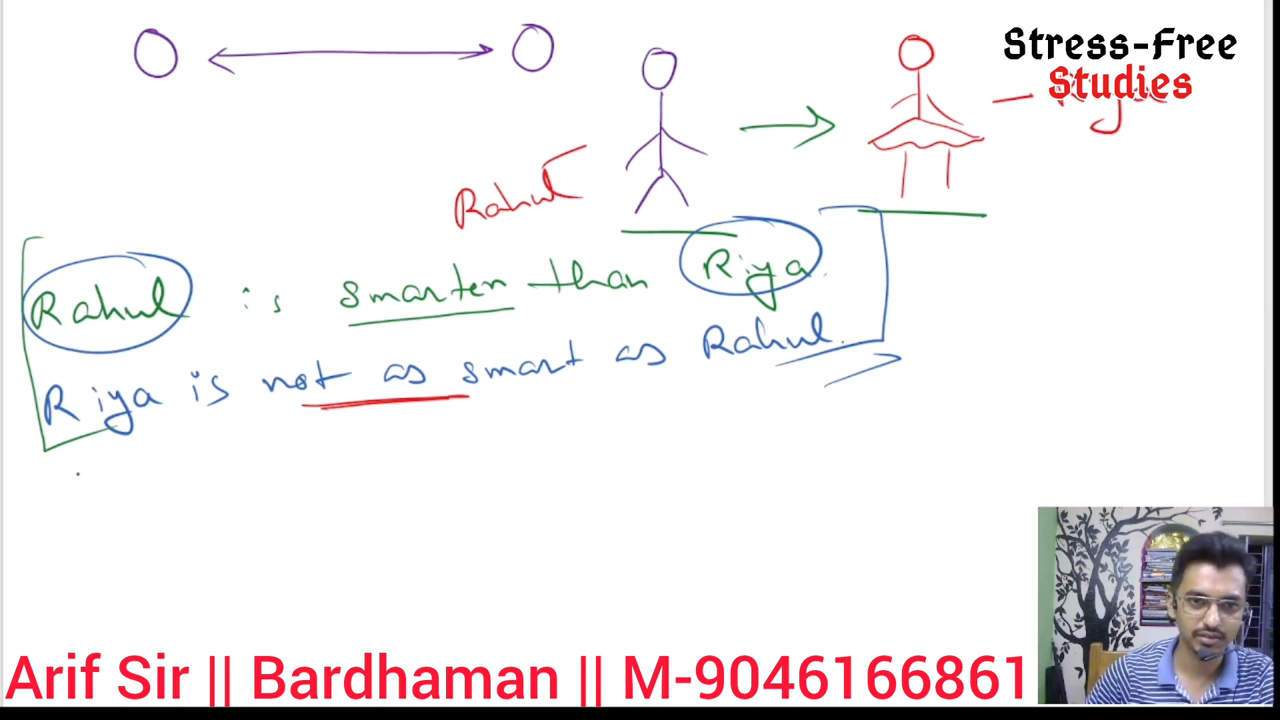 Stress-Free
Studies
Rahul
Rahul is smarter than Riya.
Riya is not as smart as Rahul.
Arif Sir || Bardhaman || M-9046166861